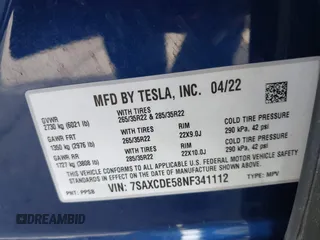 MFD BY TESLA, INC. 04/22
GVWR
2730 kg (6021 lb)
WITH TIRES
265/35R22 & 285/35R22
GAWR FRT
1350 kg (2976 lb)
WITH TIRES
265/35R22
RIM
22X9.0J
COLD TIRE PRESSURE
290 kPa, 42 psi
GAWR RR
1727 kg (3808 lb)
WITH TIRES
285/35R22
RIM
22X10.0J
COLD TIRE PRESSURE
290 kPa, 42 psi
THIS VEHICLE CONFORMS TO ALL APPLICABLE U.S. FEDERAL MOTOR VEHICLE
SAFETY STANDARDS IN EFFECT ON THE DATE OF MANUFACTURE SHOWN ABOVE.
PNT: PPSB
VIN: 7SAXCDE58NF341112
TYPE: MPV
DREAMBID